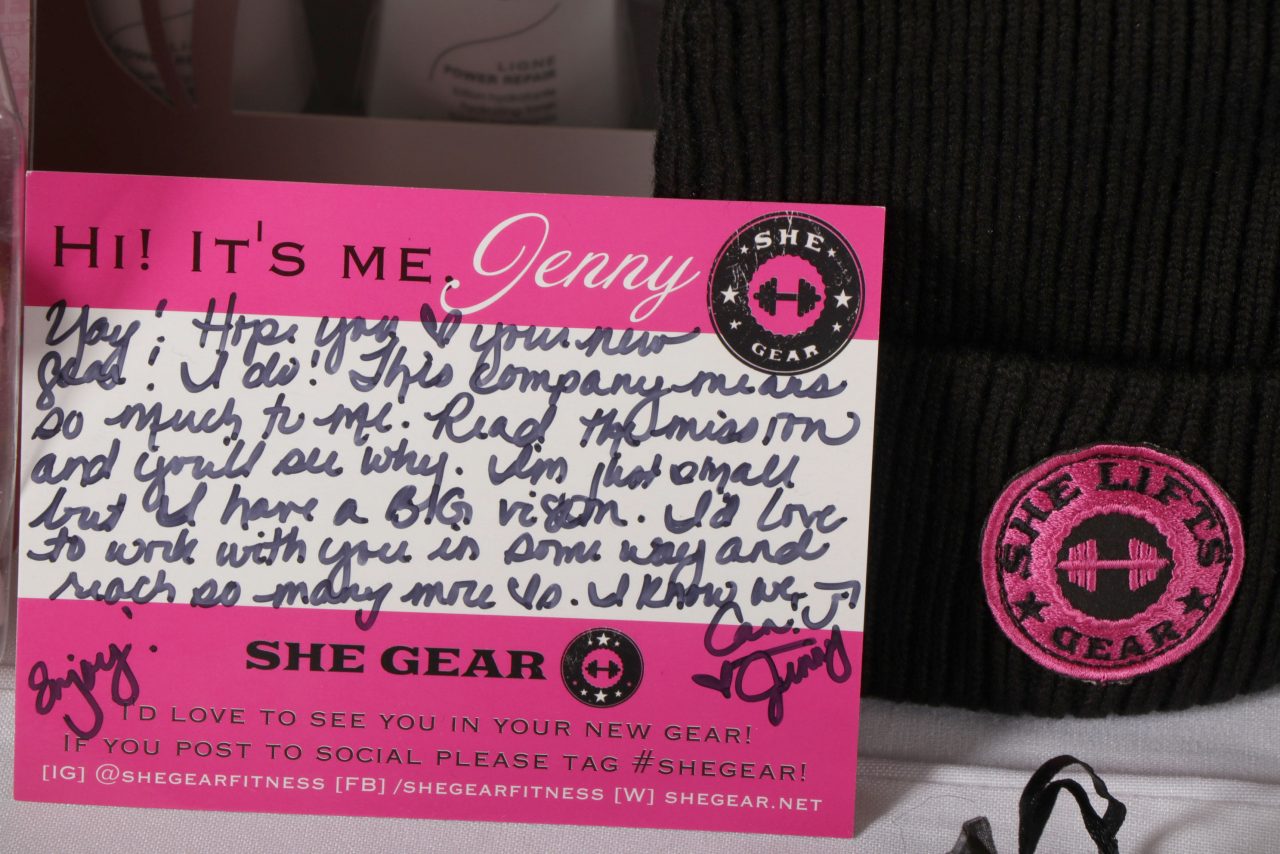 LIGNE
POWER REPAIR
HI! IT'S ME, Jenny
SHE
GEAR
Yay! Hope you ♥ your new
gear! I do! This company means
so much to me. Read the mission
and you'll see why. I'm just small
but I have a BIG vision. I'd love
to work with you in some way and
reach so many more ♥s. I know we
can!
♥ Jenny
Enjoy!
SHE GEAR
I'D LOVE TO SEE YOU IN YOUR NEW GEAR!
IF YOU POST TO SOCIAL PLEASE TAG #SHEGEAR!
[IG] @SHEGEARFITNESS [FB] /SHEGEARFITNESS [W] SHEGEAR.NET
SHE LIFTS
GEAR